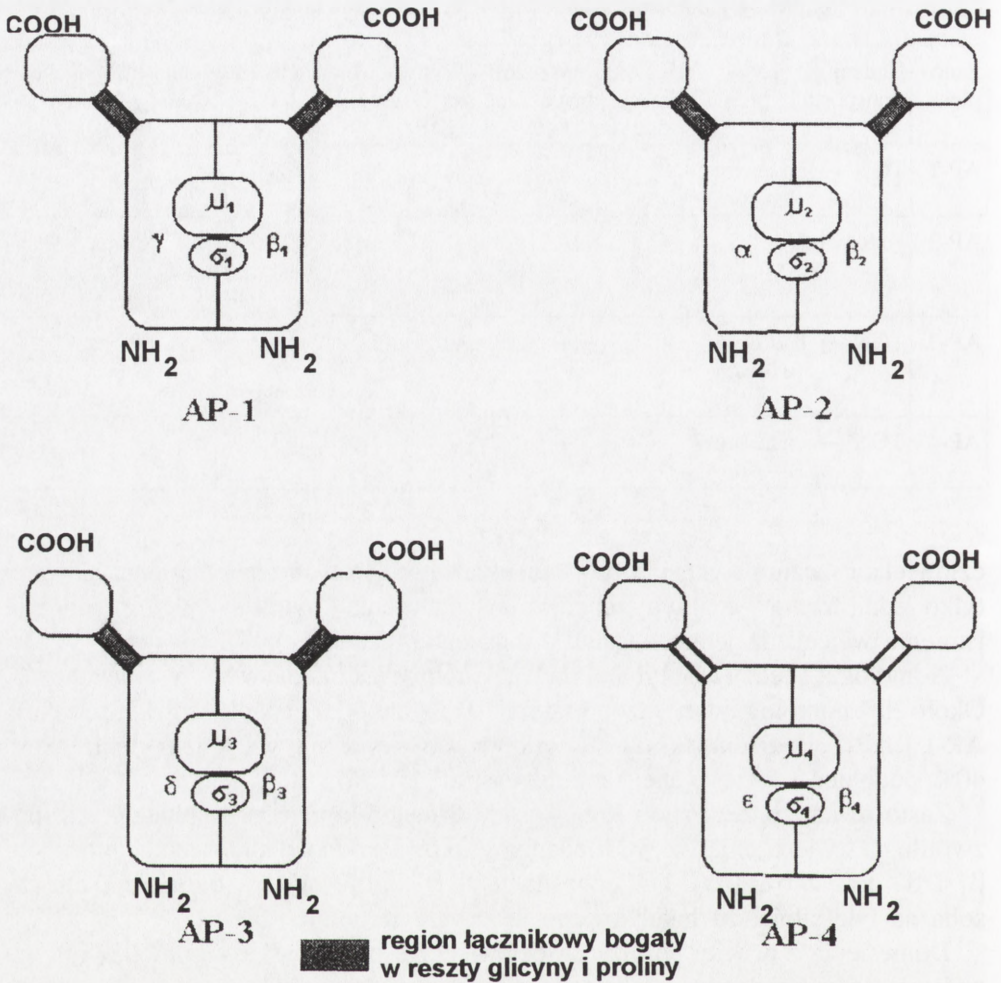 COOH COOH
μ₁
γ σ₁ β₁
NH₂ NH₂
AP-1
COOH COOH
μ₂
α σ₂ β₂
NH₂ NH₂
AP-2
COOH COOH
μ₃
δ σ₃ β₃
NH₂ NH₂
AP-3
COOH COOH
μ₄
ε σ₄ β₄
NH₂ NH₂
AP-4
region łącznikowy bogaty
w reszty glicyny i proliny